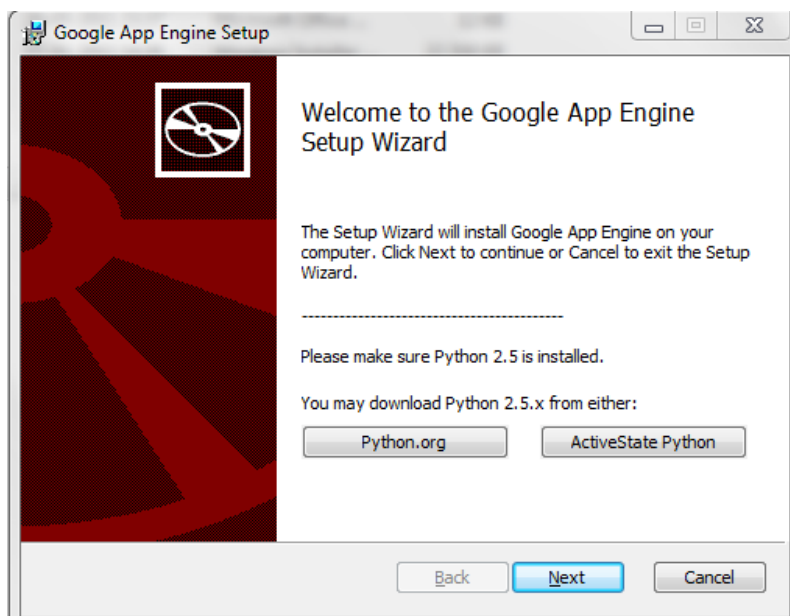 Google App Engine Setup
Welcome to the Google App Engine
Setup Wizard
The Setup Wizard will install Google App Engine on your
computer. Click Next to continue or Cancel to exit the Setup
Wizard.
------------------------------------------
Please make sure Python 2.5 is installed.
You may download Python 2.5.x from either:
Python.org ActiveState Python
Back Next Cancel